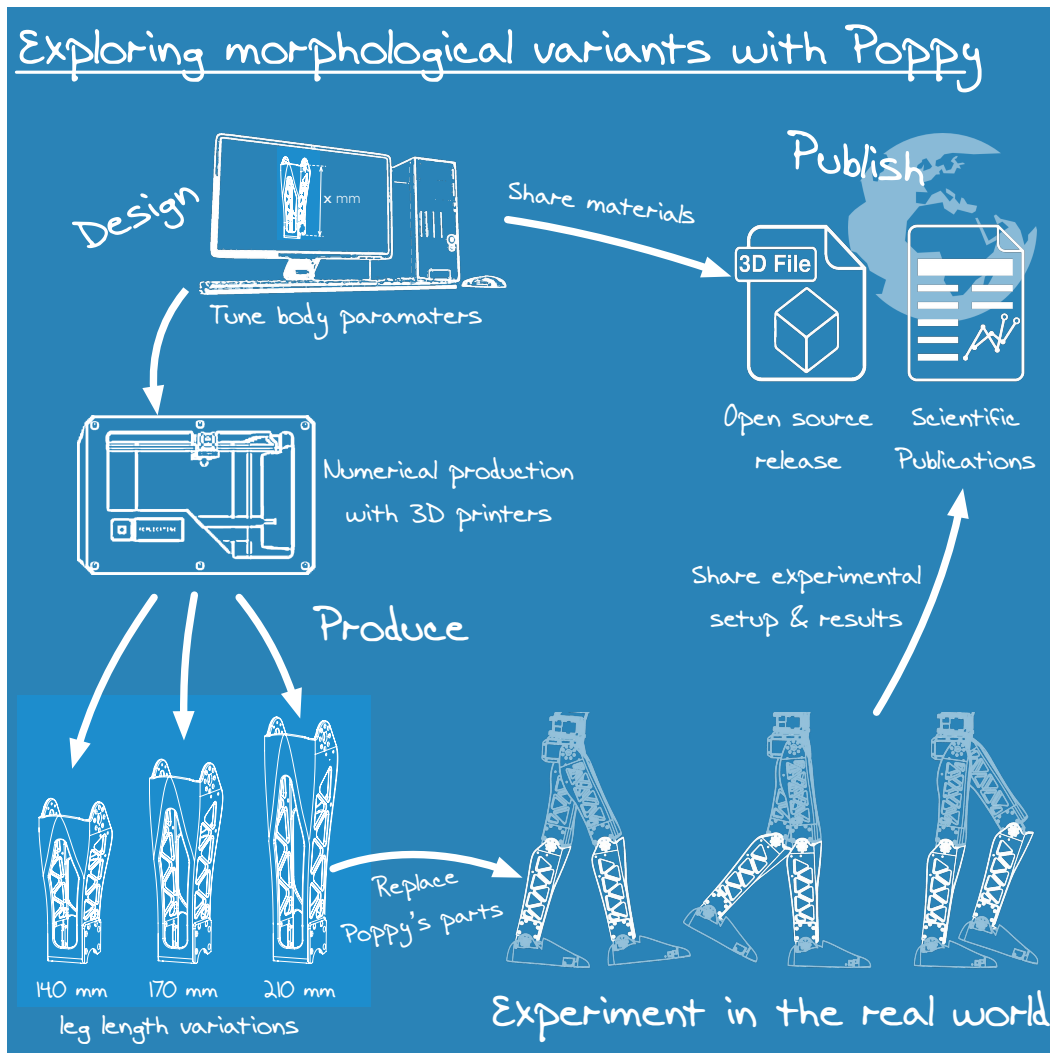 Exploring morphological variants with Poppy
Design
x mm
Tune body paramaters
Share materials
Publish
3D File
Open source
release
Scientific
Publications
Numerical production
with 3D printers
Produce
Share experimental
setup & results
140 mm
170 mm
210 mm
leg length variations
Replace
Poppy's parts
Experiment in the real world